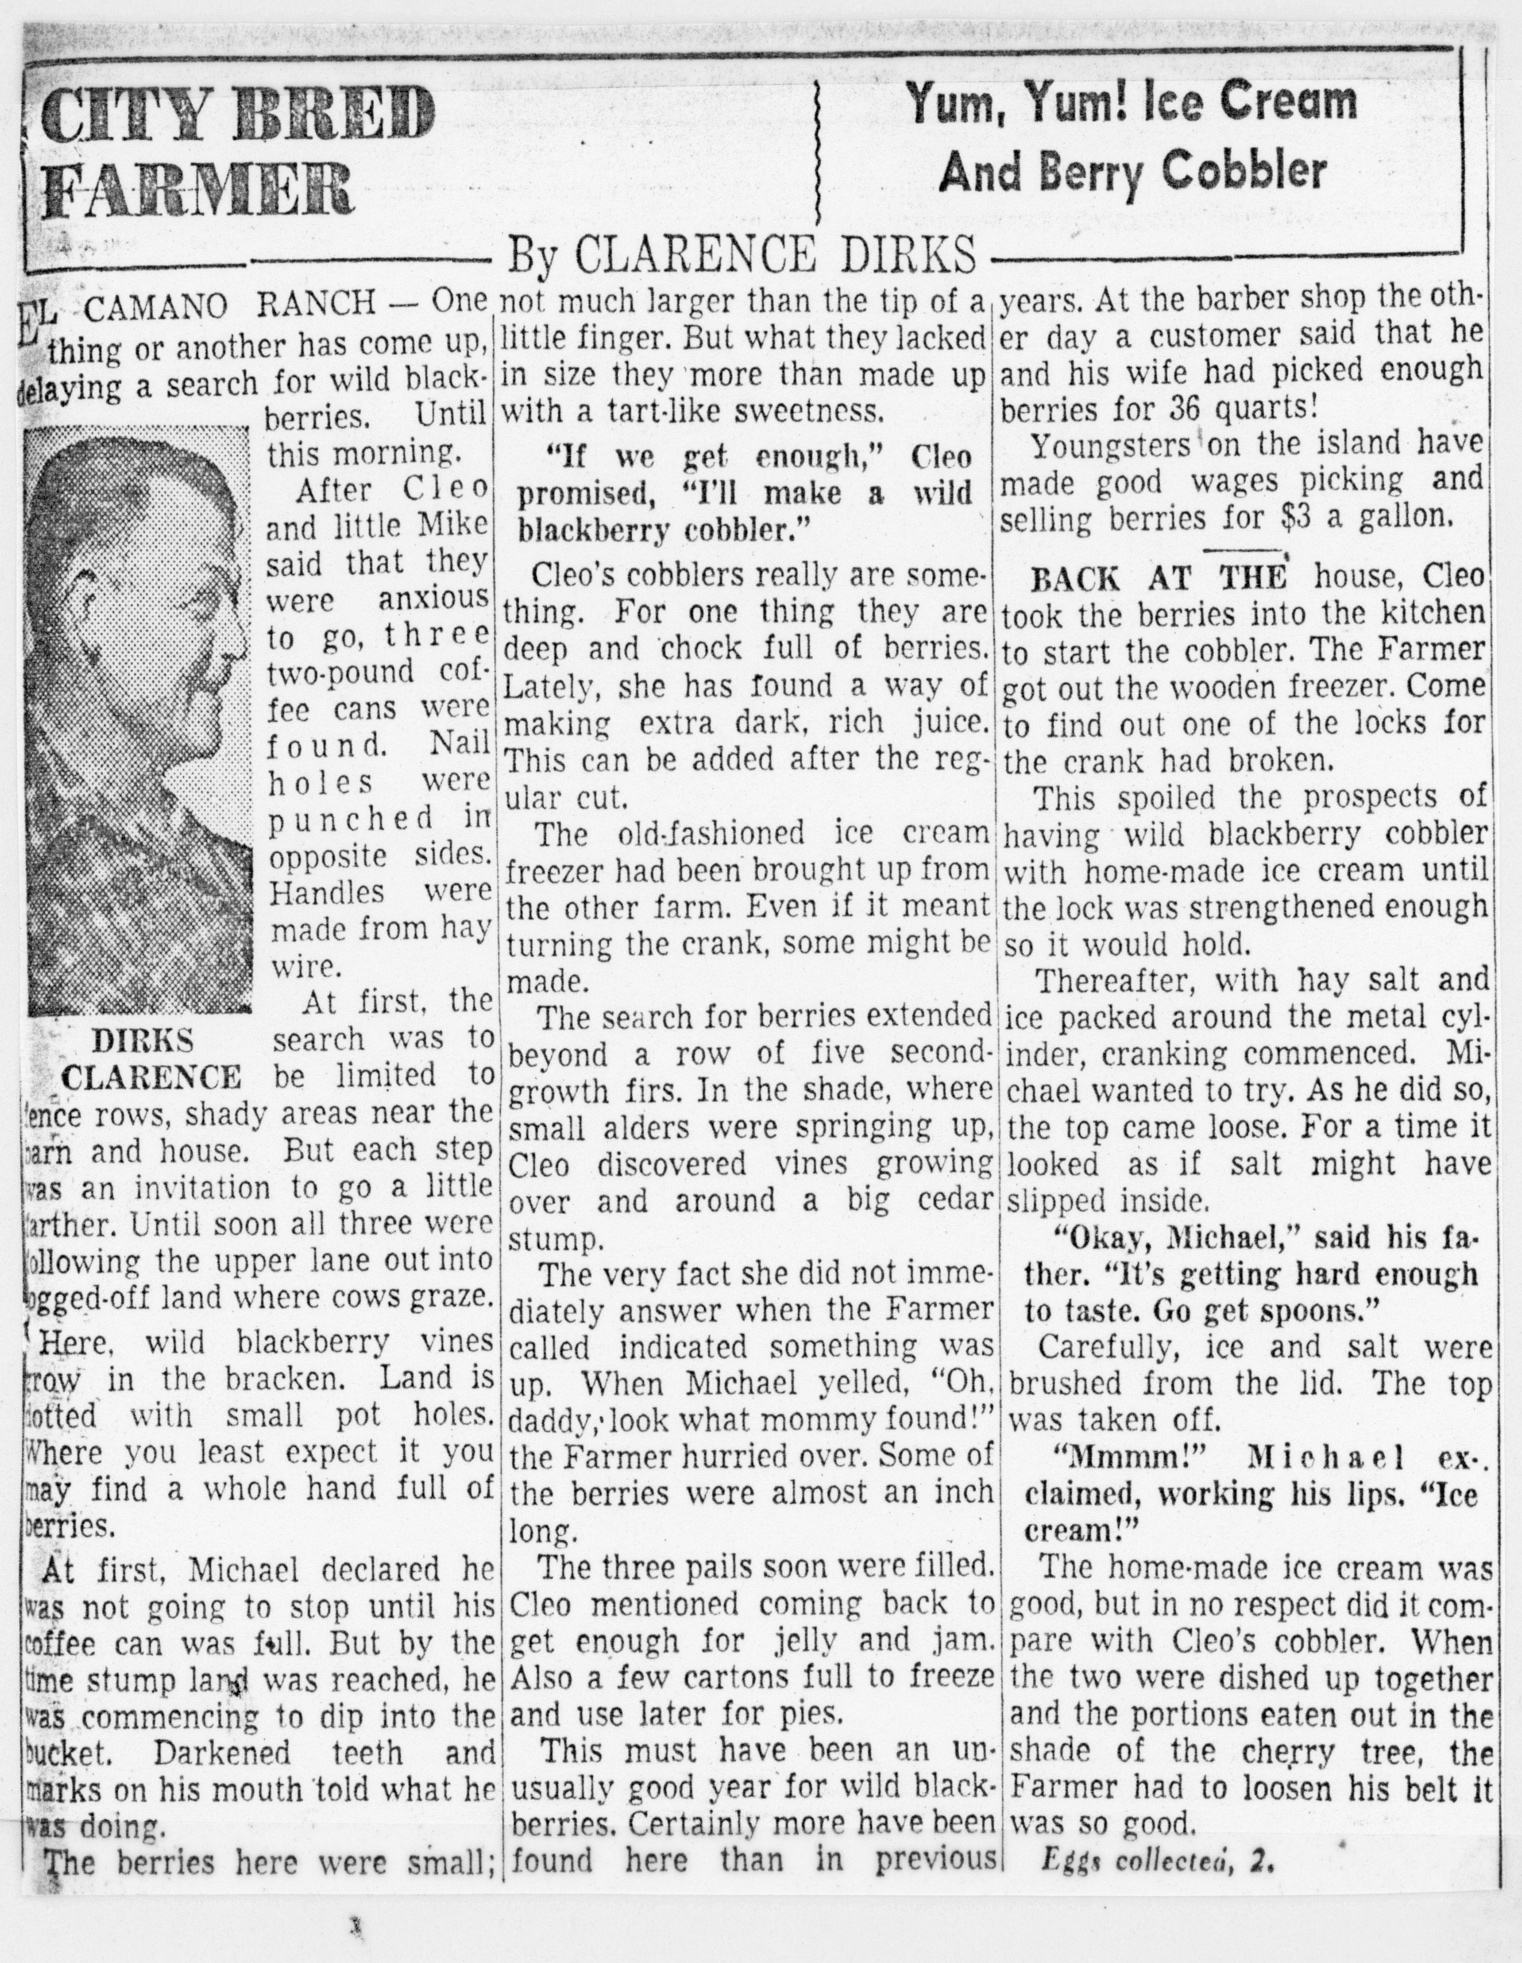 CITY BRED
FARMER
Yum, Yum! Ice Cream
And Berry Cobbler
By CLARENCE DIRKS
EL CAMANO RANCH — One
thing or another has come up,
delaying a search for wild black-
berries. Until
this morning.
After Cleo
and little Mike
said that they
were anxious
to go, three
two-pound cof-
fee cans were
found. Nail
holes were
punched in
opposite sides.
Handles were
made from hay
wire.
At first, the
search was to
be limited to
DIRKS
CLARENCE
fence rows, shady areas near the
barn and house. But each step
was an invitation to go a little
farther. Until soon all three were
following the upper lane out into
logged-off land where cows graze.
Here, wild blackberry vines
grow in the bracken. Land is
dotted with small pot holes.
Where you least expect it you
may find a whole hand full of
berries.
At first, Michael declared he
was not going to stop until his
coffee can was full. But by the
time stump land was reached, he
was commencing to dip into the
bucket. Darkened teeth and
marks on his mouth told what he
was doing.
The berries here were small;
not much larger than the tip of a
little finger. But what they lacked
in size they more than made up
with a tart-like sweetness.
"If we get enough," Cleo
promised, "I'll make a wild
blackberry cobbler."
Cleo's cobblers really are some-
thing. For one thing they are
deep and chock full of berries.
Lately, she has found a way of
making extra dark, rich juice.
This can be added after the reg-
ular cut.
The old-fashioned ice cream
freezer had been brought up from
the other farm. Even if it meant
turning the crank, some might be
made.
The search for berries extended
beyond a row of five second-
growth firs. In the shade, where
small alders were springing up,
Cleo discovered vines growing
over and around a big cedar
stump.
The very fact she did not imme-
diately answer when the Farmer
called indicated something was
up. When Michael yelled, "Oh,
daddy, look what mommy found!"
the Farmer hurried over. Some of
the berries were almost an inch
long.
The three pails soon were filled.
Cleo mentioned coming back to
get enough for jelly and jam.
Also a few cartons full to freeze
and use later for pies.
This must have been an un-
usually good year for wild black-
berries. Certainly more have been
found here than in previous
years. At the barber shop the oth-
er day a customer said that he
and his wife had picked enough
berries for 36 quarts!
Youngsters on the island have
made good wages picking and
selling berries for $3 a gallon.
BACK AT THE house, Cleo
took the berries into the kitchen
to start the cobbler. The Farmer
got out the wooden freezer. Come
to find out one of the locks for
the crank had broken.
This spoiled the prospects of
having wild blackberry cobbler
with home-made ice cream until
the lock was strengthened enough
so it would hold.
Thereafter, with hay salt and
ice packed around the metal cyl-
inder, cranking commenced. Mi-
chael wanted to try. As he did so,
the top came loose. For a time it
looked as if salt might have
slipped inside.
"Okay, Michael," said his fa-
ther. "It's getting hard enough
to taste. Go get spoons."
Carefully, ice and salt were
brushed from the lid. The top
was taken off.
"Mmmm!" Michael ex-
claimed, working his lips. "Ice
cream!"
The home-made ice cream was
good, but in no respect did it com-
pare with Cleo's cobbler. When
the two were dished up together
and the portions eaten out in the
shade of the cherry tree, the
Farmer had to loosen his belt it
was so good.
Eggs collected, 2.